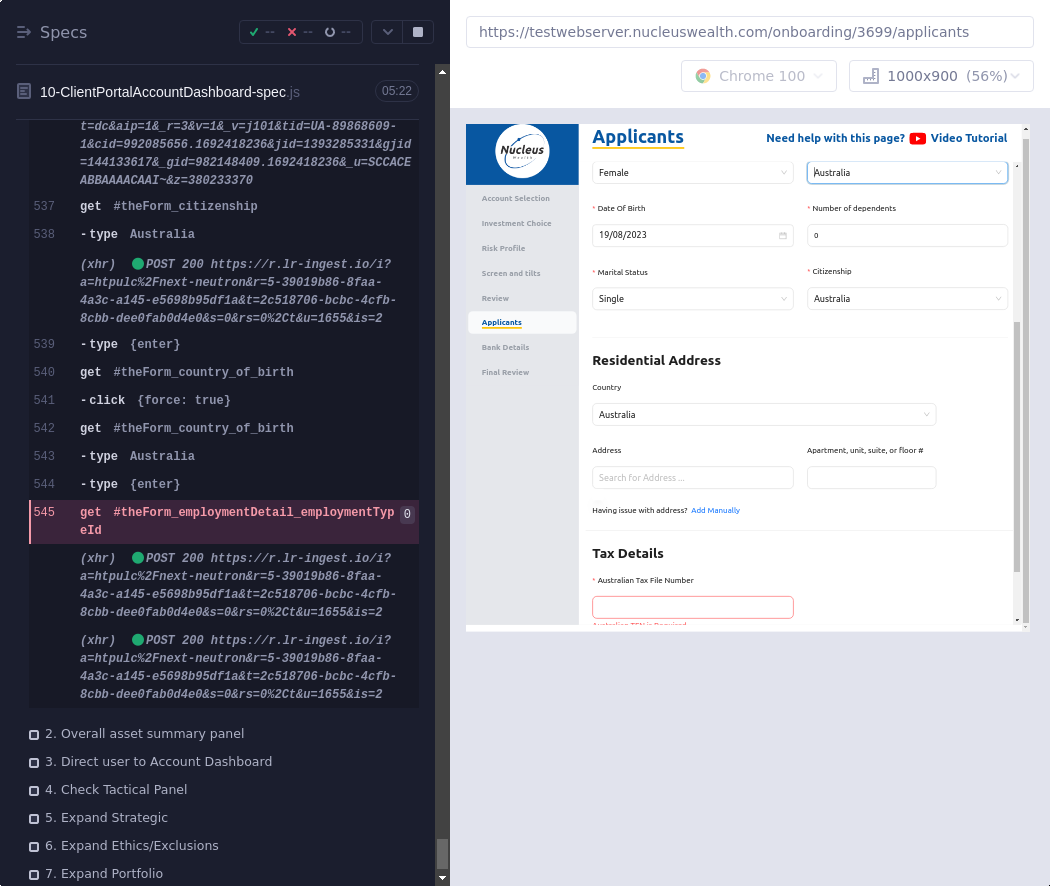 Specs
-- -- --
10-ClientPortalAccountDashboard-spec.js 05:22
t=dc&aip=1&_r=3&v=1&_v=j101&tid=UA-89868609-
1&cid=992085656.1692418236&jid=1393285331&gjid
=144133617&_gid=982148409.1692418236&_u=SCCACE
ABBAAAACAAI~&z=380233370
537 get #theForm_citizenship
538 -type Australia
(xhr) POST 200 https://r.lr-ingest.io/i?
a=htpulc%2Fnext-neutron&r=5-39019b86-8faa-
4a3c-a145-e5698b95df1a&t=2c518706-bcbc-4cfb-
8cbb-dee0fab0d4e0&s=0&rs=0%2Ct&u=1655&is=2
539 -type {enter}
540 get #theForm_country_of_birth
541 -click {force: true}
542 get #theForm_country_of_birth
543 -type Australia
544 -type {enter}
545 get #theForm_employmentDetail_employmentTyp 0
eId
(xhr) POST 200 https://r.lr-ingest.io/i?
a=htpulc%2Fnext-neutron&r=5-39019b86-8faa-
4a3c-a145-e5698b95df1a&t=2c518706-bcbc-4cfb-
8cbb-dee0fab0d4e0&s=0&rs=0%2Ct&u=1655&is=2
(xhr) POST 200 https://r.lr-ingest.io/i?
a=htpulc%2Fnext-neutron&r=5-39019b86-8faa-
4a3c-a145-e5698b95df1a&t=2c518706-bcbc-4cfb-
8cbb-dee0fab0d4e0&s=0&rs=0%2Ct&u=1655&is=2
2. Overall asset summary panel
3. Direct user to Account Dashboard
4. Check Tactical Panel
5. Expand Strategic
6. Expand Ethics/Exclusions
7. Expand Portfolio
https://testwebserver.nucleuswealth.com/onboarding/3699/applicants
Chrome 100 1000x900 (56%)
Nucleus
Wealth
Account Selection
Investment Choice
Risk Profile
Screen and tilts
Review
Applicants
Bank Details
Final Review
Applicants Need help with this page? Video Tutorial
Female Australia
* Date Of Birth * Number of dependents
19/08/2023 0
* Marital Status * Citizenship
Single Australia
Residential Address
Country
Australia
Address Apartment, unit, suite, or floor #
Search for Address ...
Having issue with address? Add Manually
Tax Details
* Australian Tax File Number
Australian TFN is Required